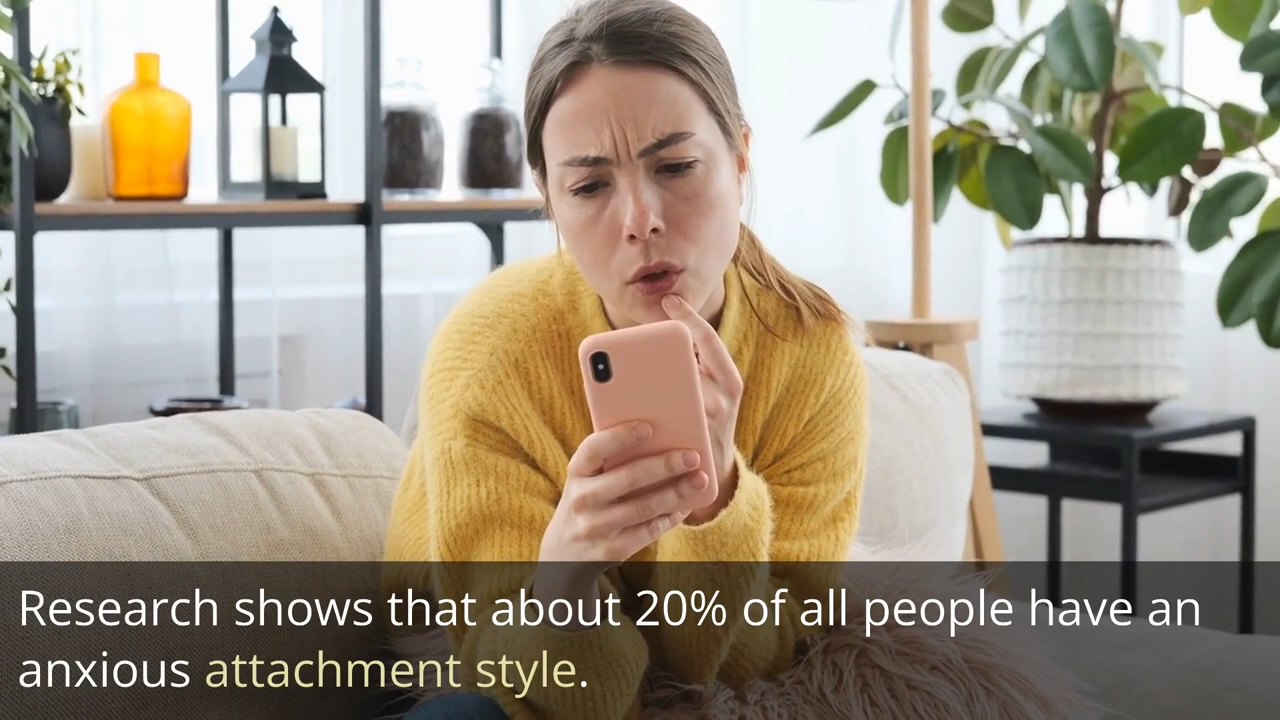 Research shows that about 20% of all people have an
anxious attachment style.